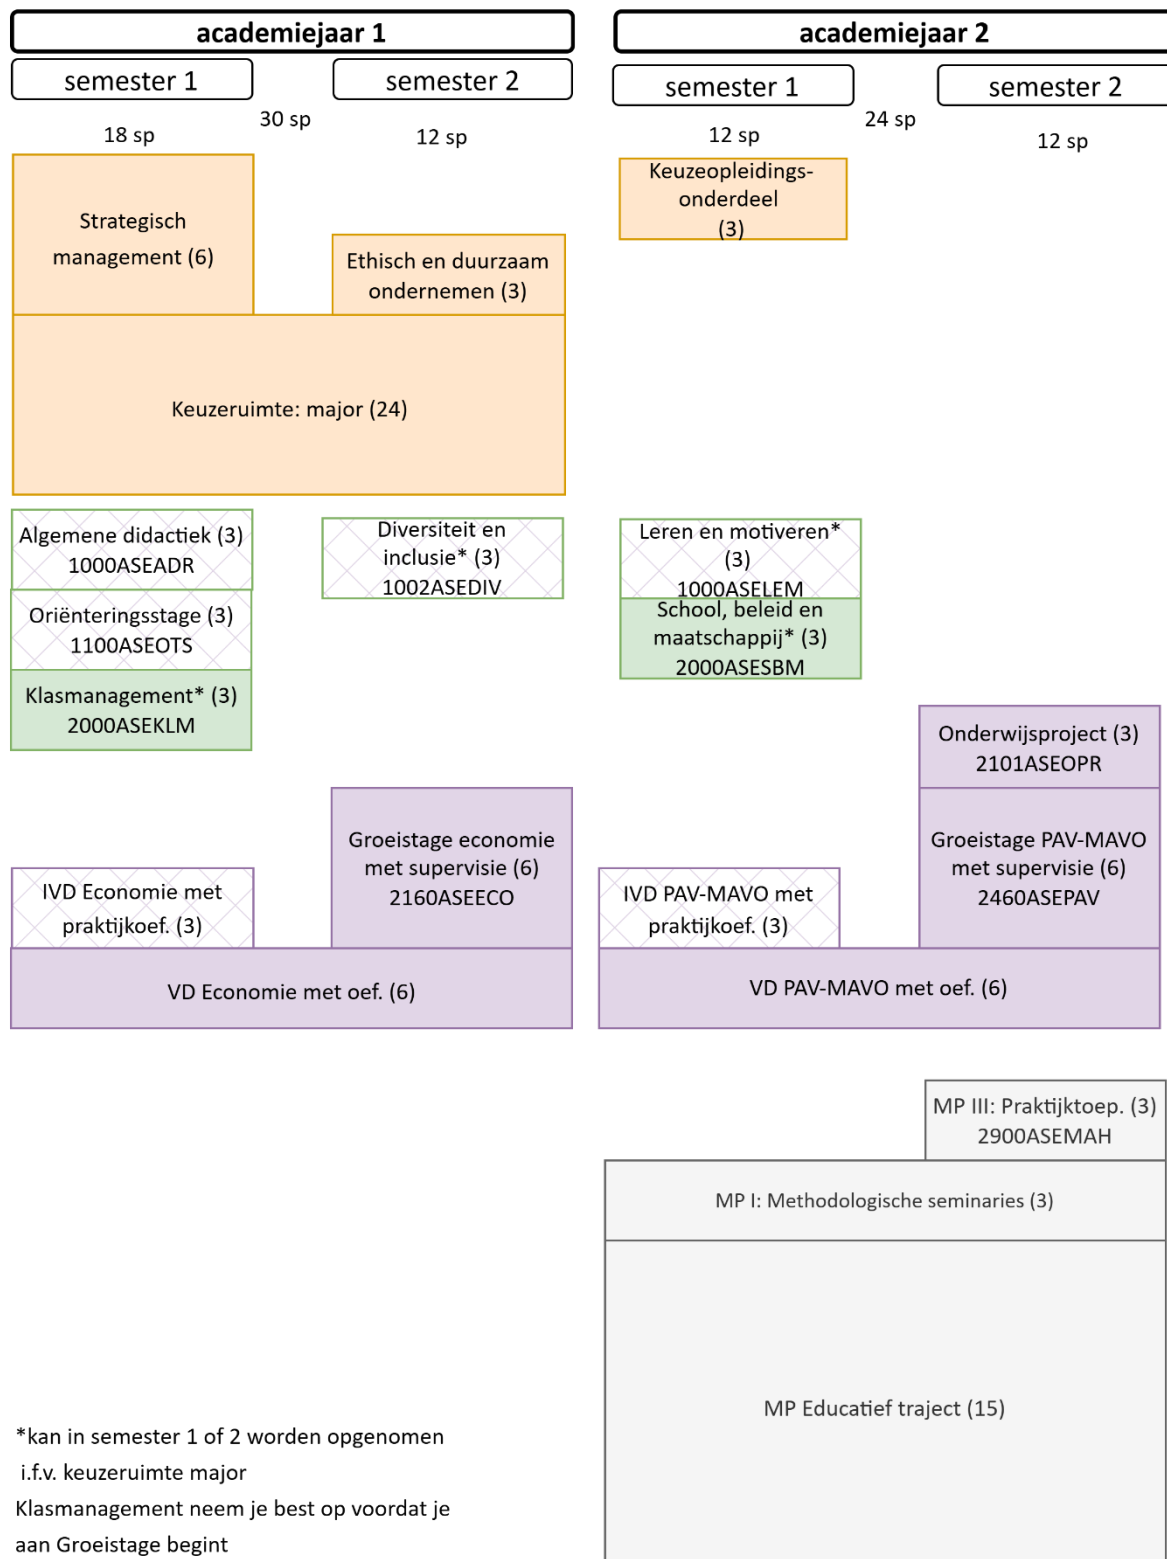 academiejaar 1
academiejaar 2
semester 1
semester 2
semester 1
semester 2
30 sp
24 sp
18 sp
12 sp
12 sp
12 sp
Strategisch
management (6)
Ethisch en duurzaam
ondernemen (3)
Keuzeopleidings-
onderdeel
(3)
Keuzeruimte: major (24)
Algemene didactiek (3)
1000ASEADR
Diversiteit en
inclusie* (3)
1002ASEDIV
Leren en motiveren*
(3)
1000ASELEM
Oriënteringsstage (3)
1100ASEOTS
School, beleid en
maatschappij* (3)
2000ASESBM
Klasmanagement* (3)
2000ASEKLM
Onderwijsproject (3)
2101ASEOPR
Groeistage economie
met supervisie (6)
2160ASEECO
Groeistage PAV-MAVO
met supervisie (6)
2460ASEPAV
IVD Economie met
praktijkoef. (3)
IVD PAV-MAVO met
praktijkoef. (3)
VD Economie met oef. (6)
VD PAV-MAVO met oef. (6)
MP III: Praktijktoep. (3)
2900ASEMAH
MP I: Methodologische seminaries (3)
MP Educatief traject (15)
*kan in semester 1 of 2 worden opgenomen
i.f.v. keuzeruimte major
Klasmanagement neem je best op voordat je
aan Groeistage begint